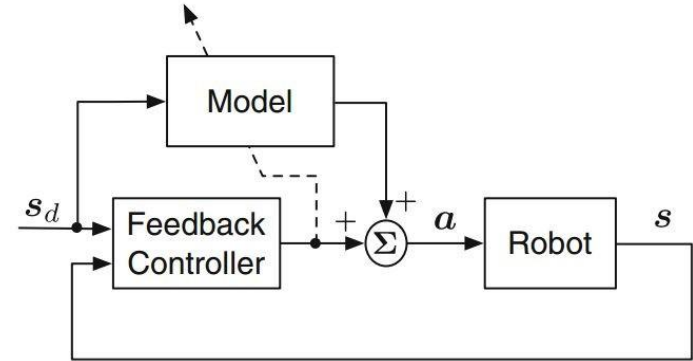 Model
+
s_d
Feedback
Controller
+
Σ
a
Robot
s